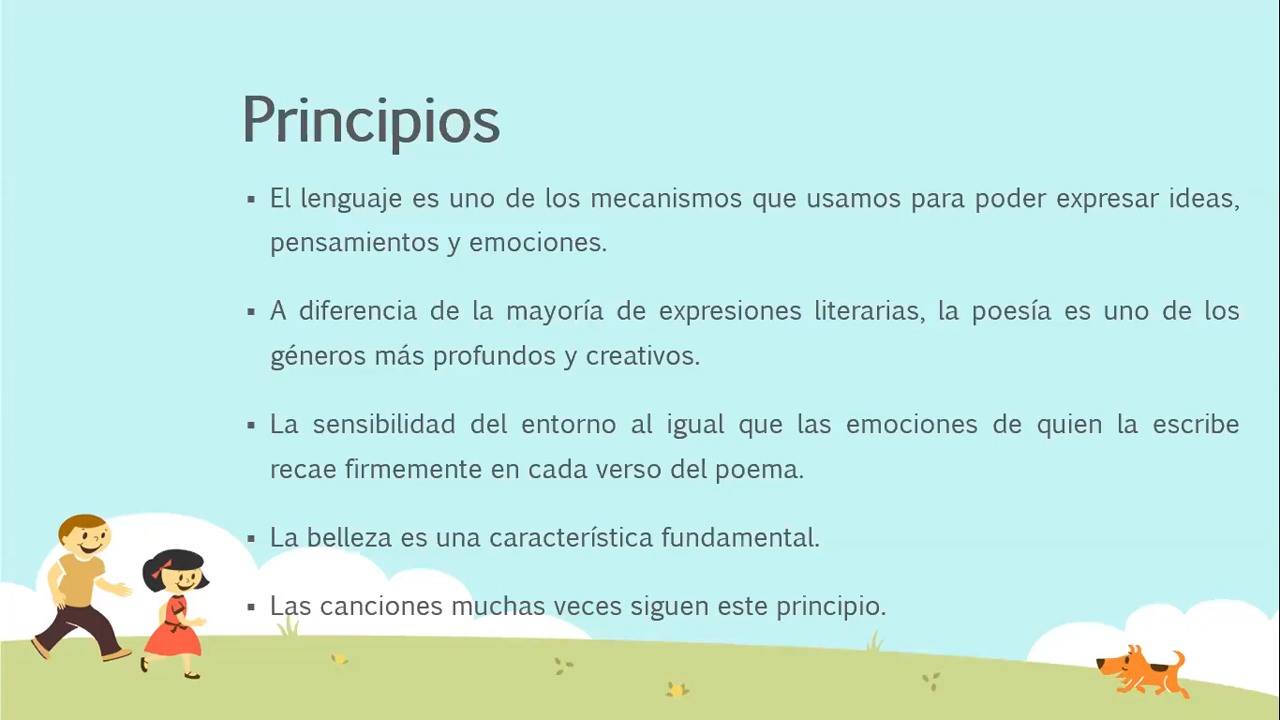 Principios
▪ El lenguaje es uno de los mecanismos que usamos para poder expresar ideas,
pensamientos y emociones.
▪ A diferencia de la mayoría de expresiones literarias, la poesía es uno de los
géneros más profundos y creativos.
▪ La sensibilidad del entorno al igual que las emociones de quien la escribe
recae firmemente en cada verso del poema.
▪ La belleza es una característica fundamental.
▪ Las canciones muchas veces siguen este principio.